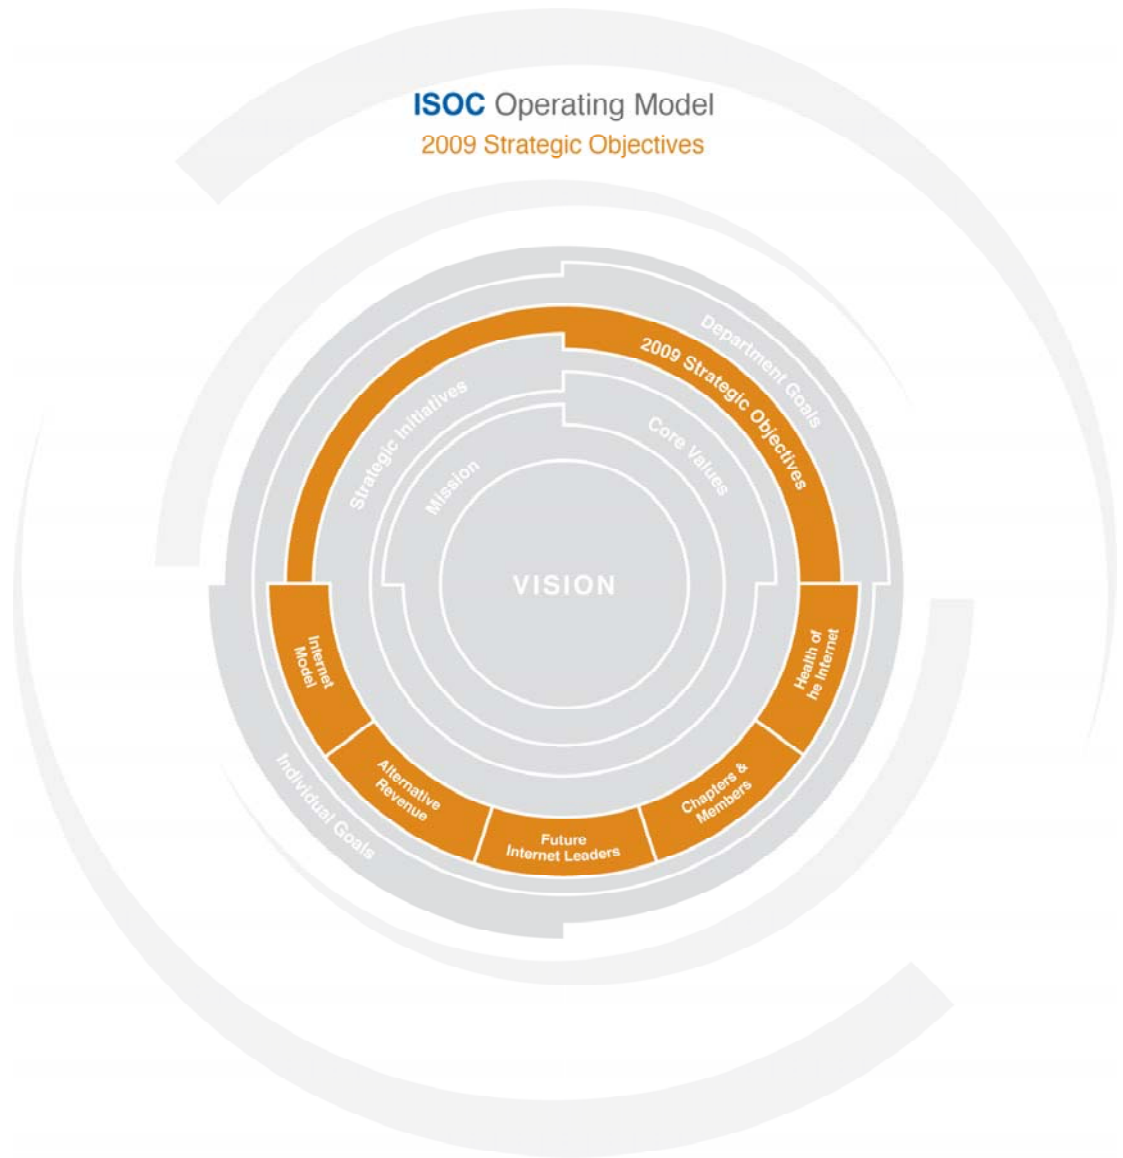 ISOC Operating Model
2009 Strategic Objectives
Department Goals
2009 Strategic Objectives
Strategic Initiatives
Core Values
Mission
VISION
Internet
Model
Health of
he Internet
Alternative
Revenue
Chapters &
Members
Future
Internet Leaders
Individual Goals